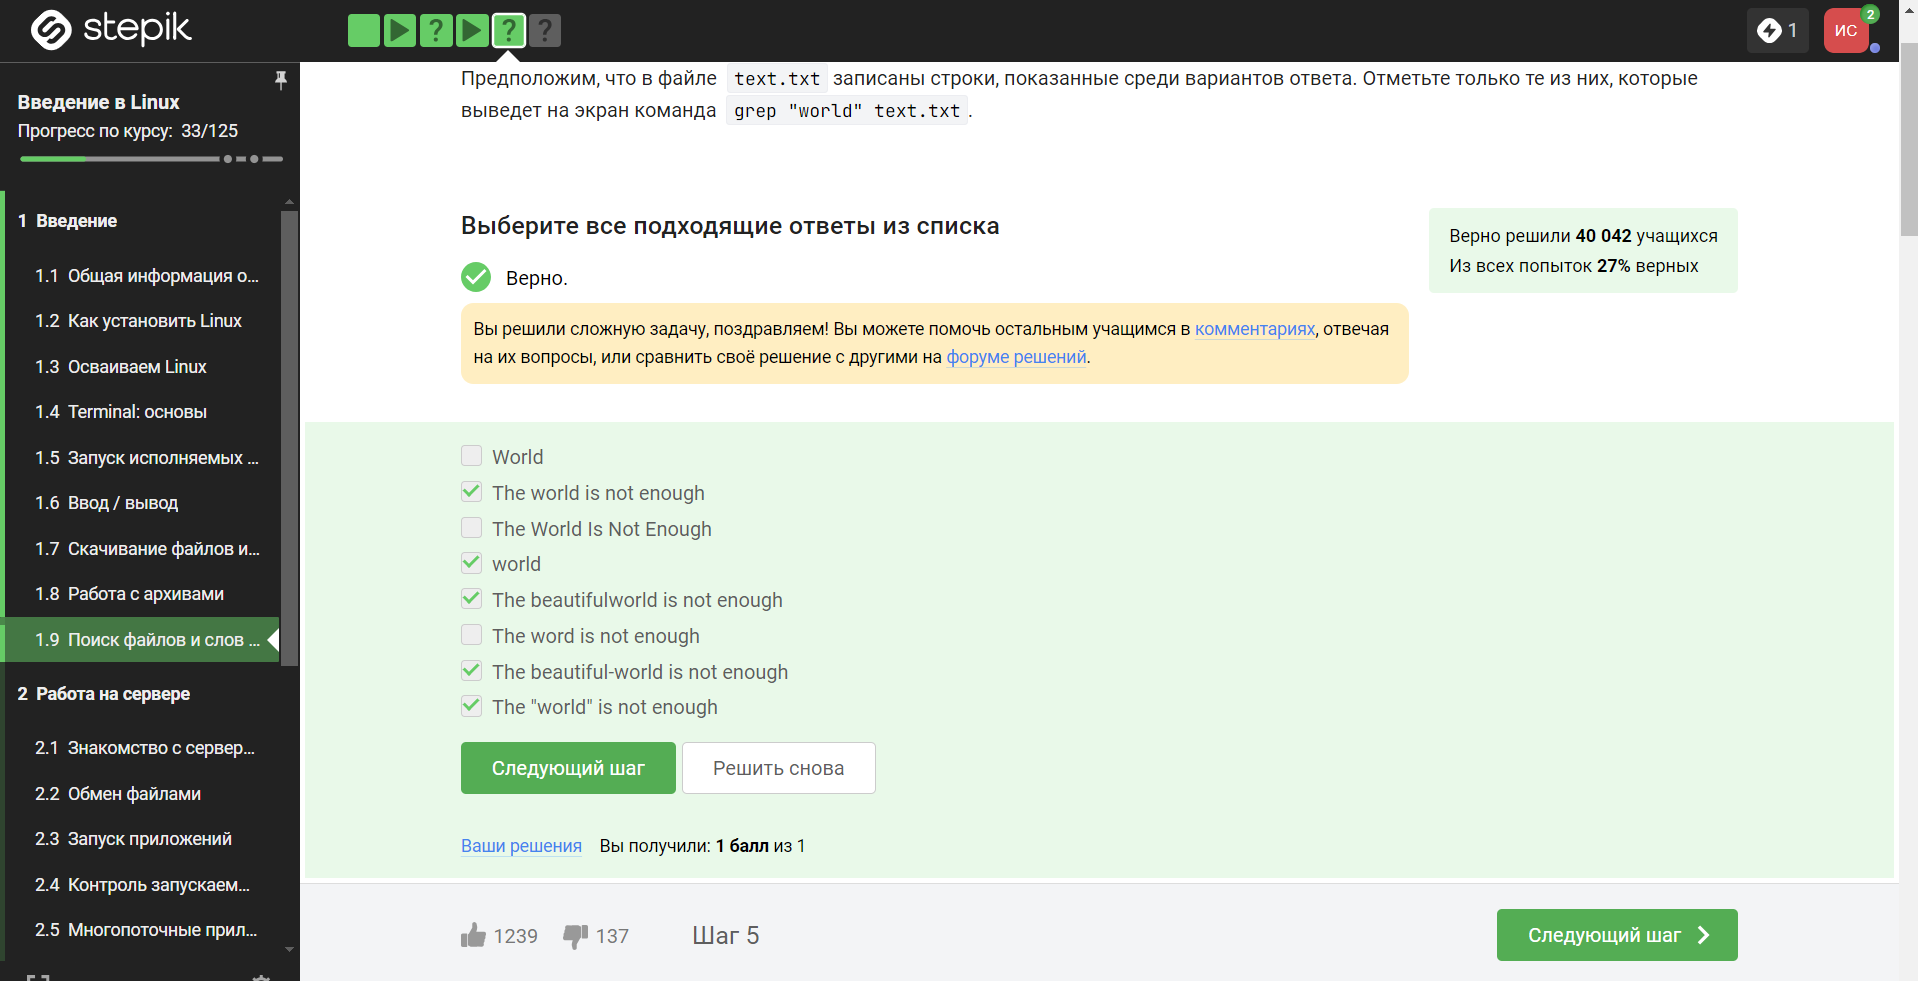 stepik
?
?
?
1
ИС
2
Введение в Linux
Прогресс по курсу: 33/125
1 Введение
1.1 Общая информация о...
1.2 Как установить Linux
1.3 Осваиваем Linux
1.4 Terminal: основы
1.5 Запуск исполняемых ...
1.6 Ввод / вывод
1.7 Скачивание файлов и...
1.8 Работа с архивами
1.9 Поиск файлов и слов ...
2 Работа на сервере
2.1 Знакомство с сервер...
2.2 Обмен файлами
2.3 Запуск приложений
2.4 Контроль запускаем...
2.5 Многопоточные прил...
Предположим, что в файле text.txt записаны строки, показанные среди вариантов ответа. Отметьте только те из них, которые
выведет на экран команда grep "world" text.txt.
Выберите все подходящие ответы из списка
Верно решили 40 042 учащихся
Из всех попыток 27% верных
Верно.
Вы решили сложную задачу, поздравляем! Вы можете помочь остальным учащимся в комментариях, отвечая
на их вопросы, или сравнить своё решение с другими на форуме решений.
World
The world is not enough
The World Is Not Enough
world
The beautifulworld is not enough
The word is not enough
The beautiful-world is not enough
The "world" is not enough
Следующий шаг
Решить снова
Ваши решения Вы получили: 1 балл из 1
1239
137
Шаг 5
Следующий шаг